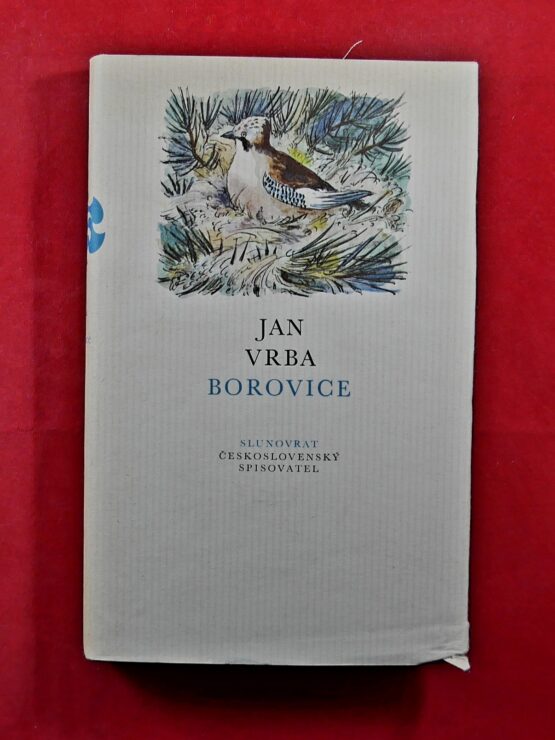 JAN
VRBA
BOROVICE
SLUNOVRAT
ČESKOSLOVENSKÝ
SPISOVATEL